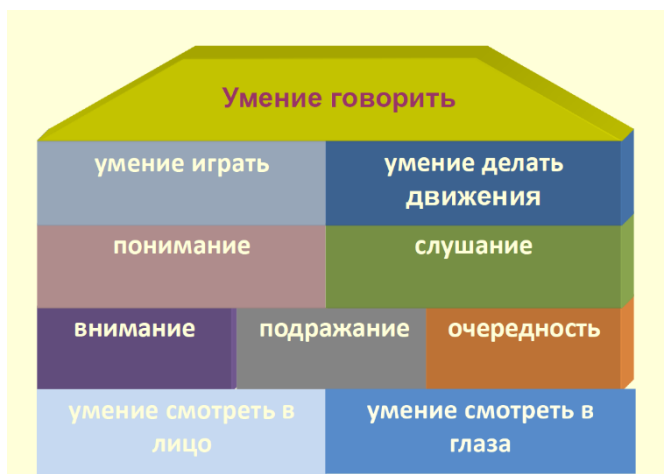 Умение говорить
умение играть
умение делать
движения
понимание
слушание
внимание
подражание
очередность
умение смотреть в
лицо
умение смотреть в
глаза